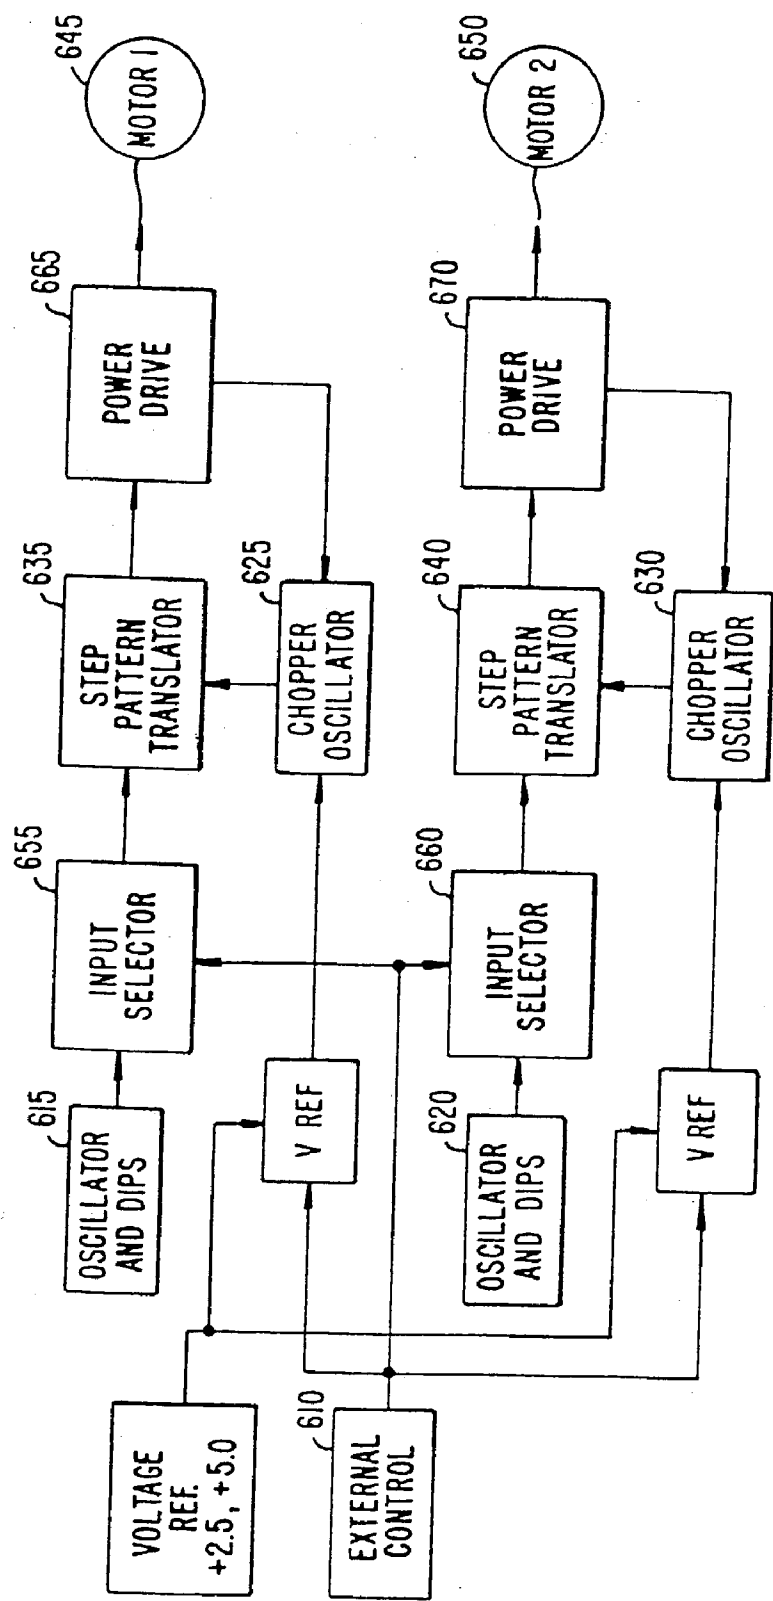 VOLTAGE
REF.
+2.5, +5.0
EXTERNAL
CONTROL
610
OSCILLATOR
AND DIPS
615
INPUT
SELECTOR
655
STEP
PATTERN
TRANSLATOR
635
POWER
DRIVE
665
MOTOR 1
645
V REF
CHOPPER
OSCILLATOR
625
OSCILLATOR
AND DIPS
620
INPUT
SELECTOR
660
STEP
PATTERN
TRANSLATOR
640
POWER
DRIVE
670
MOTOR 2
650
V REF
CHOPPER
OSCILLATOR
630